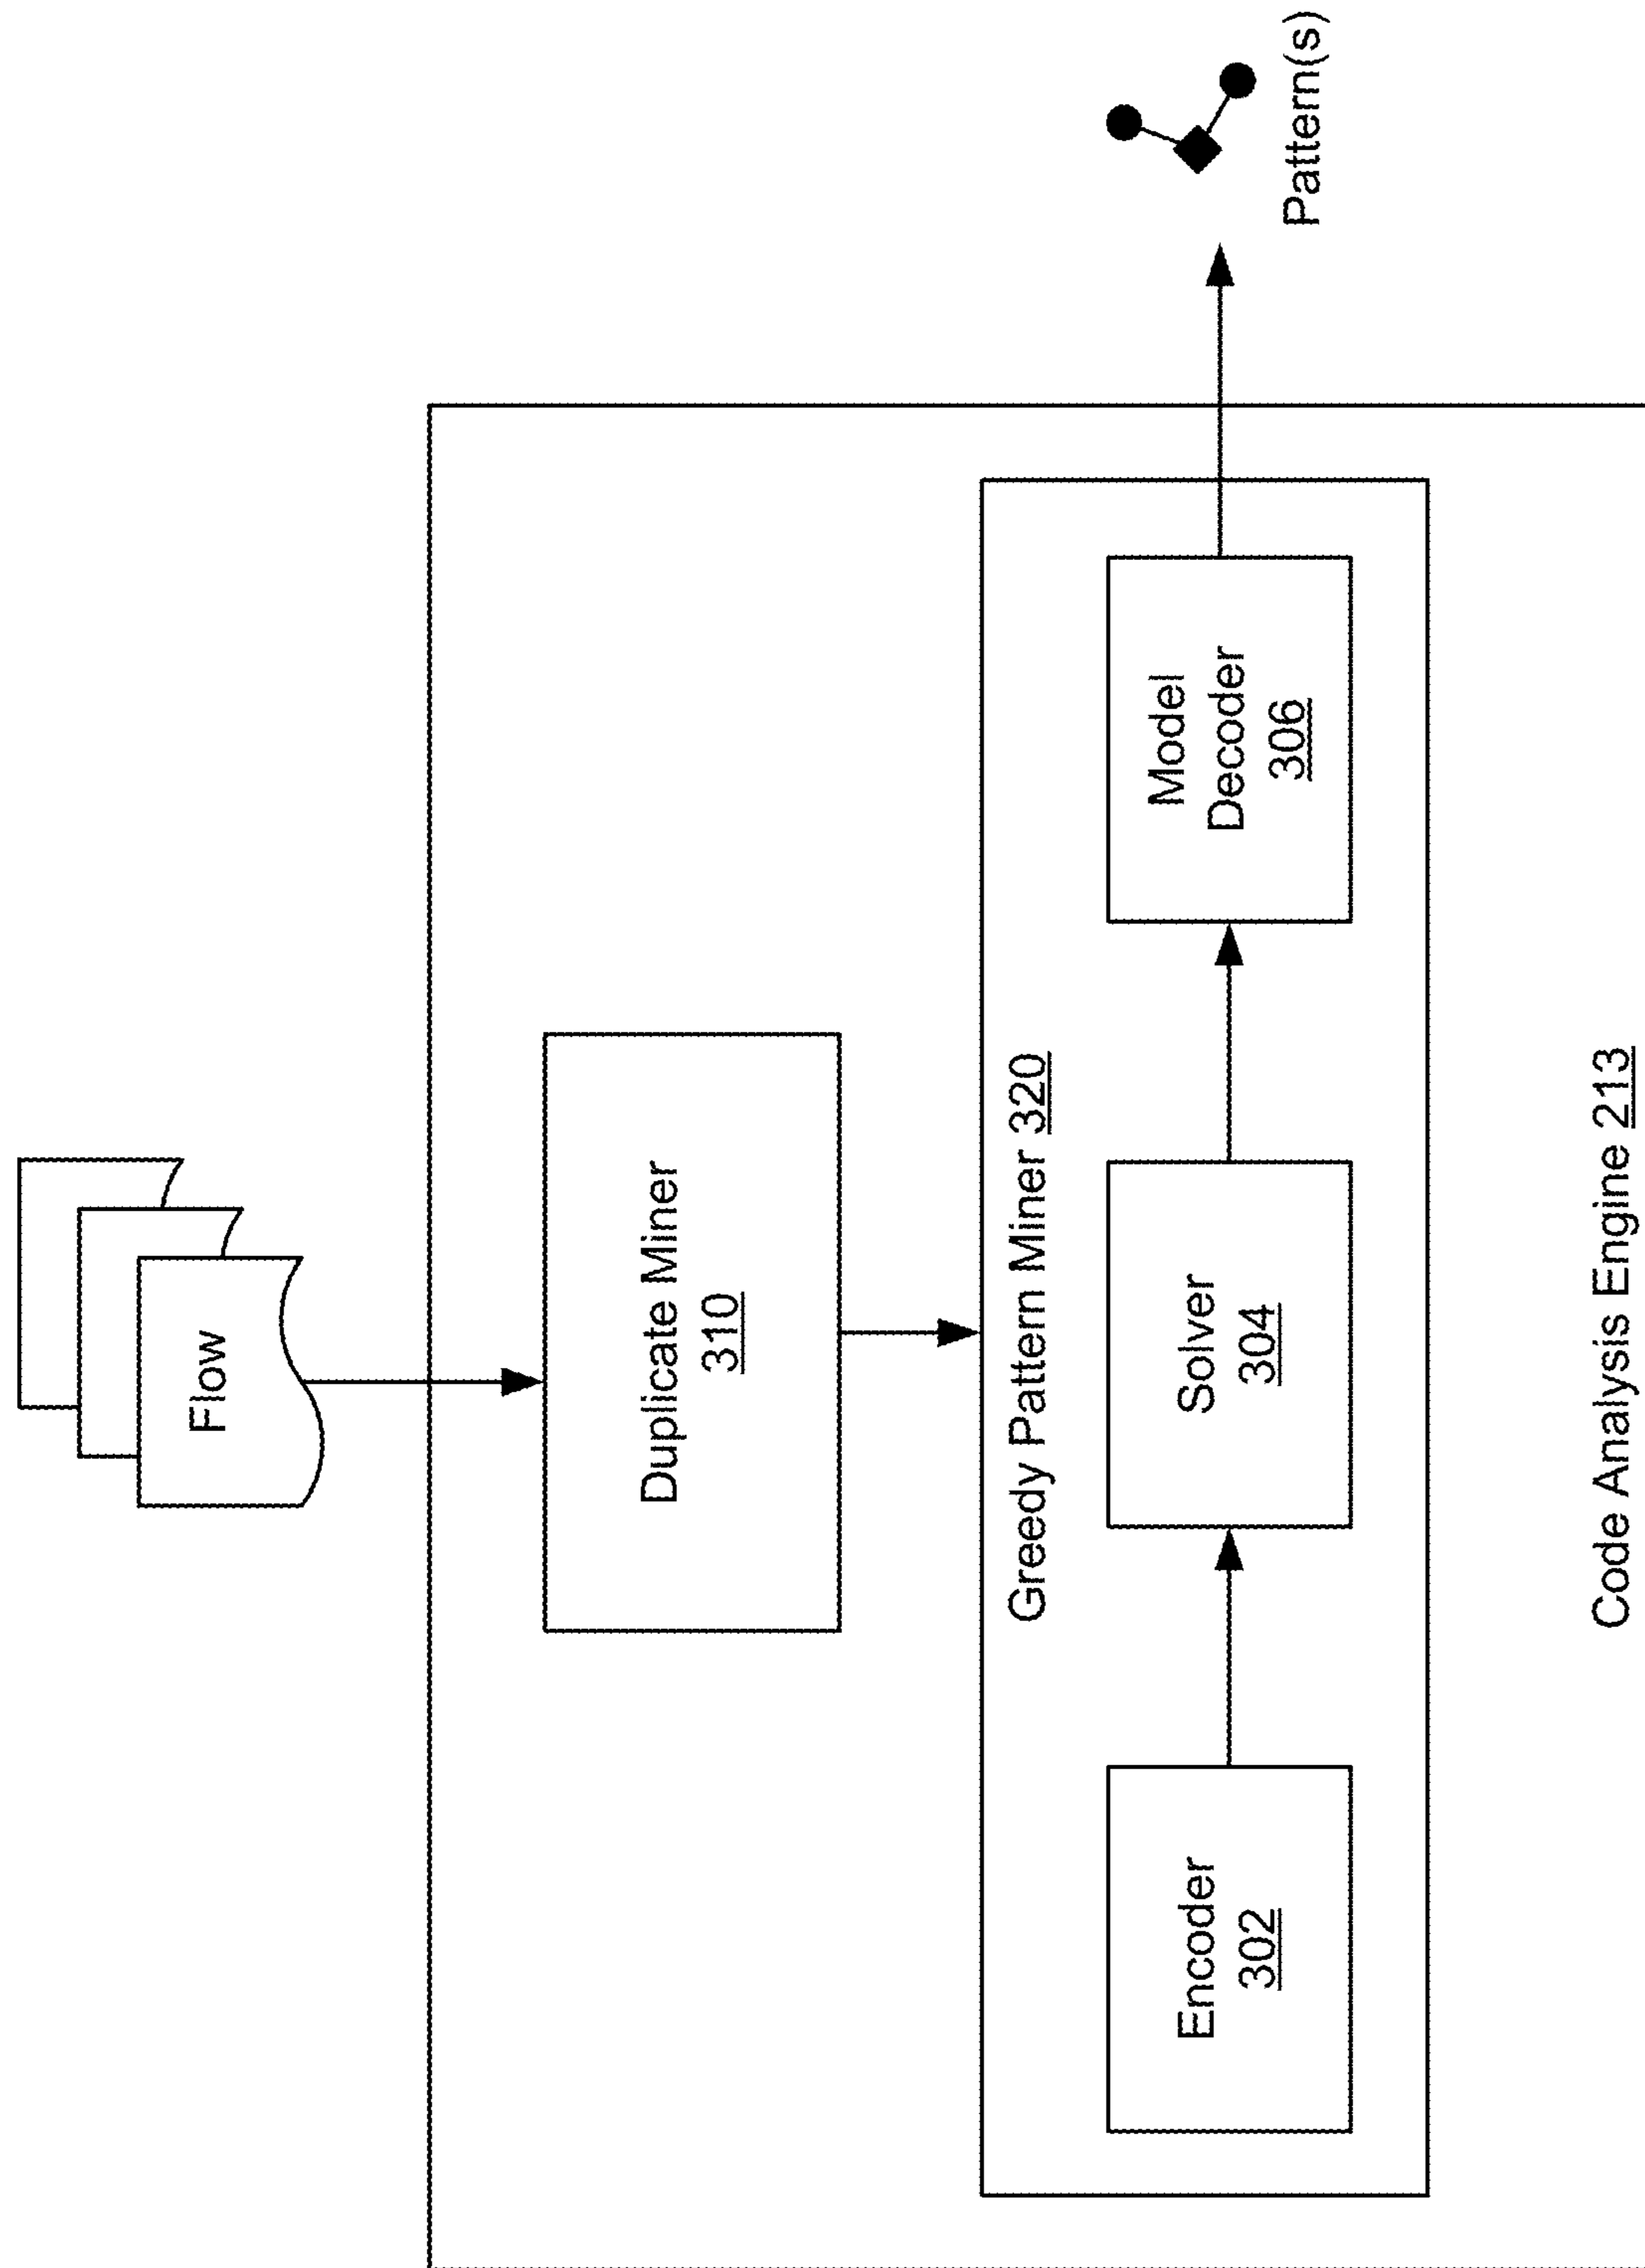 Flow
Duplicate Miner
310
Greedy Pattern Miner 320
Encoder
302
Solver
304
Model
Decoder
306
Pattern(s)
Code Analysis Engine 213